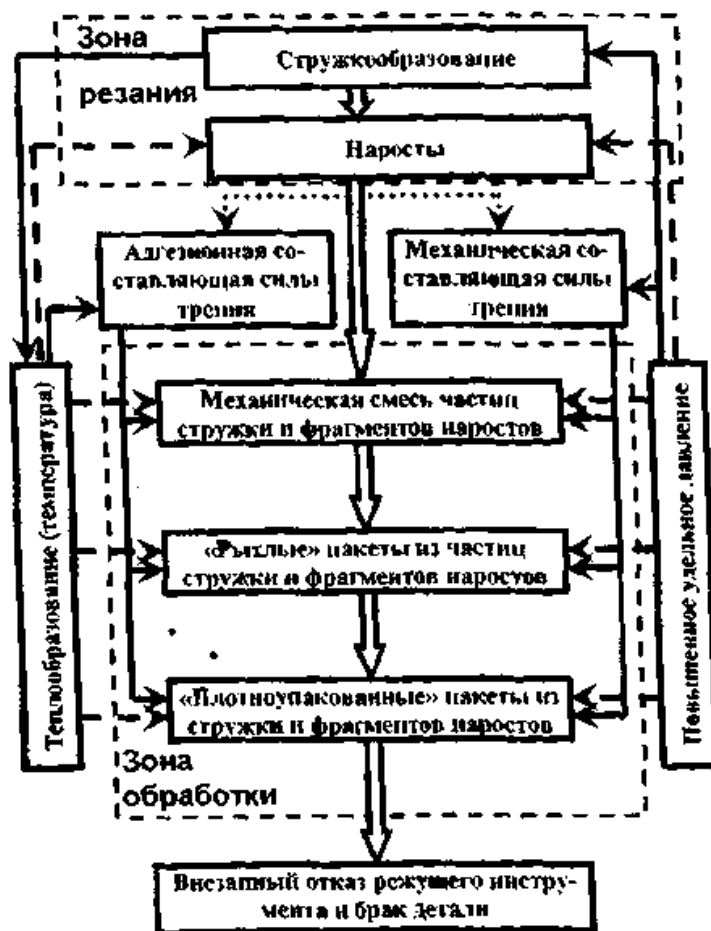 Зона
резания
Стружкообразование
Наросты
Адгезионная со-
ставляющая силы
трения
Механическая со-
ставляющая силы
трения
Теплообразование (температура)
Повышенное удельное давление
Механическая смесь частиц
стружки и фрагментов наростов
«Рыхлые» пакеты из частиц
стружки и фрагментов наростов
«Плотноупакованные» пакеты из
стружки и фрагментов наростов
Зона
обработки
Внезапный отказ режущего инстру-
мента и брак детали